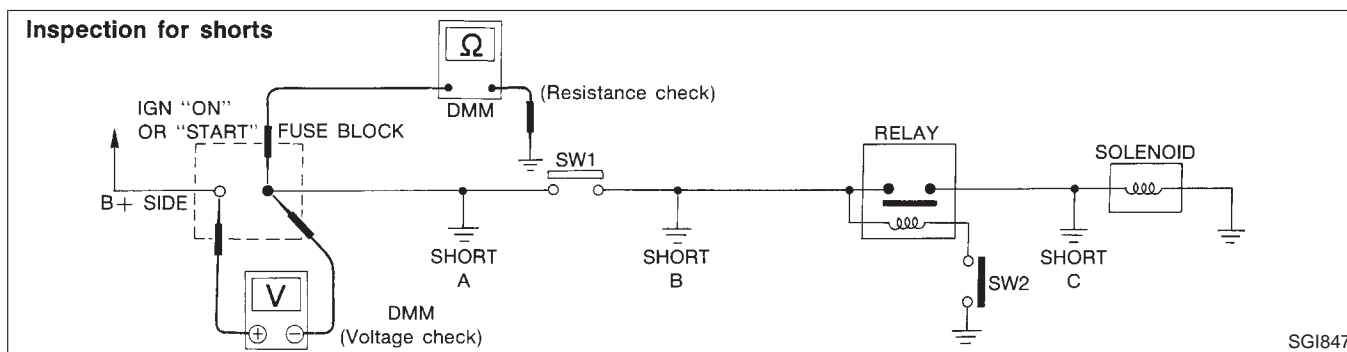 Inspection for shorts
Ω
DMM
(Resistance check)
IGN "ON"
OR "START"
FUSE BLOCK
B+ SIDE
SW1
RELAY
SOLENOID
SHORT
A
SHORT
B
SW2
SHORT
C
V
+ −
DMM
(Voltage check)
SGI847